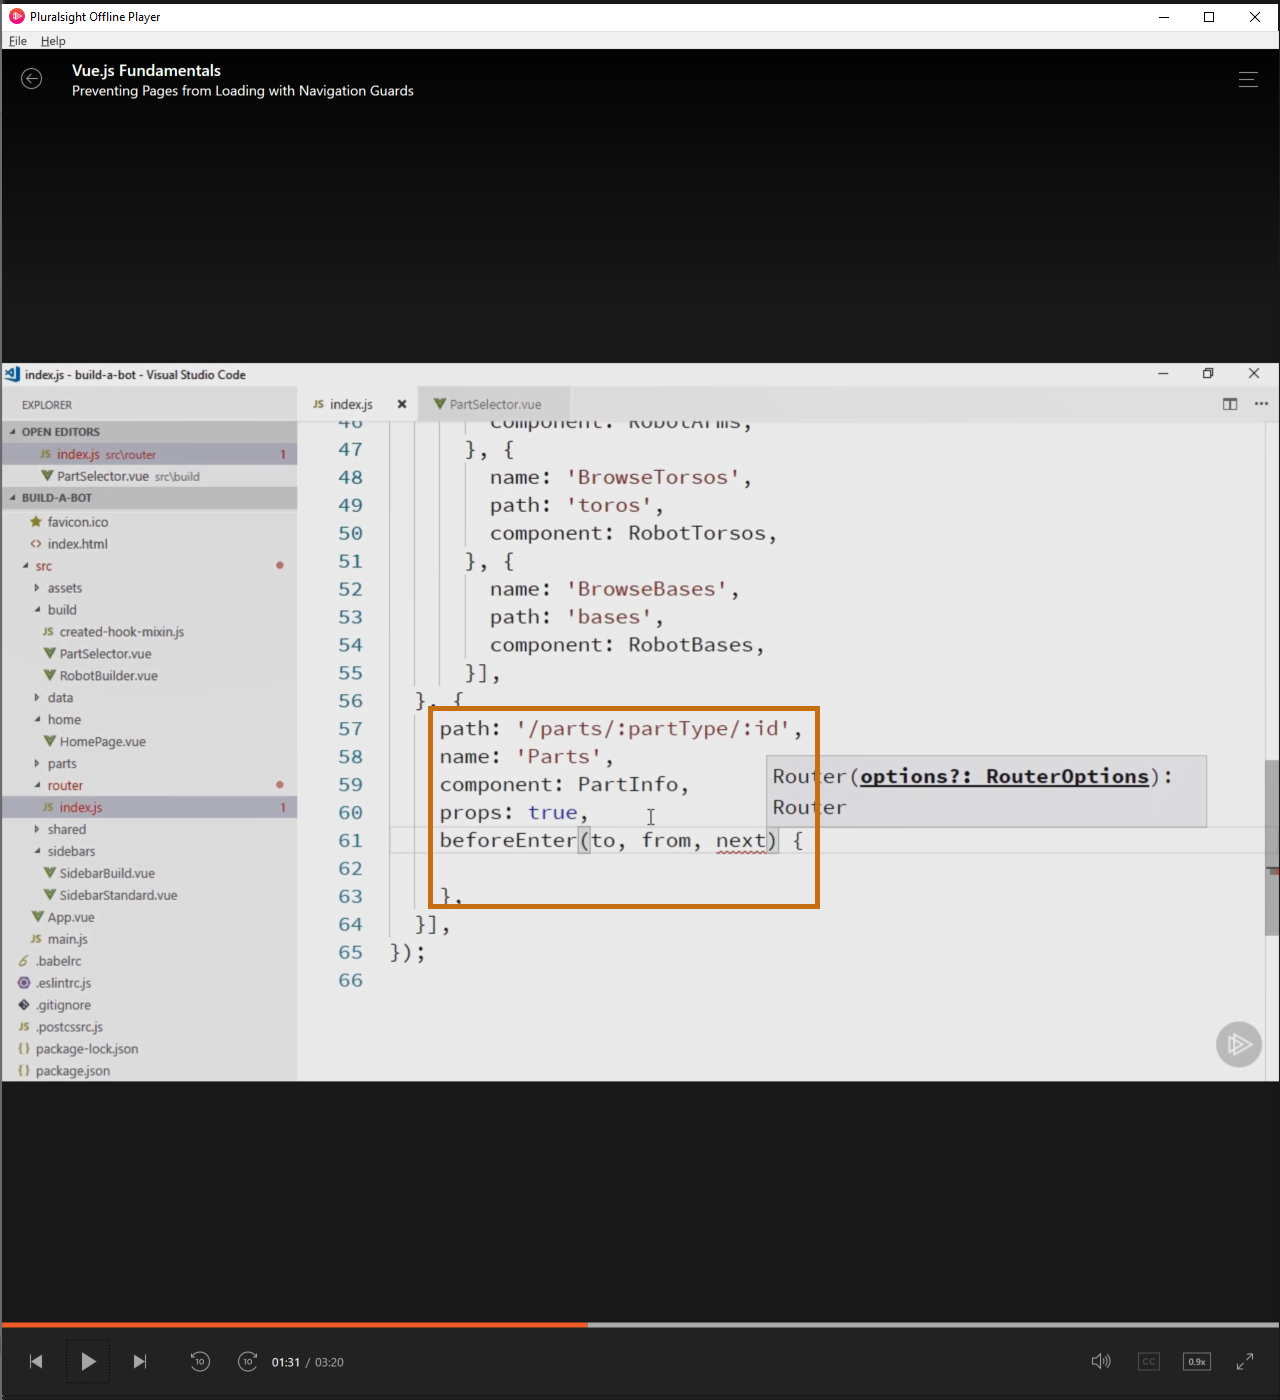 Pluralsight Offline Player
File Help
Vue.js Fundamentals
Preventing Pages from Loading with Navigation Guards
index.js - build-a-bot - Visual Studio Code
EXPLORER
OPEN EDITORS
JS index.js src\router 1
PartSelector.vue src\build
BUILD-A-BOT
favicon.ico
<> index.html
src
assets
build
JS created-hook-mixin.js
PartSelector.vue
RobotBuilder.vue
data
home
HomePage.vue
parts
router
JS index.js 1
shared
sidebars
SidebarBuild.vue
SidebarStandard.vue
App.vue
JS main.js
.babelrc
.eslintrc.js
.gitignore
JS .postcssrc.js
{} package-lock.json
{} package.json
JS index.js
PartSelector.vue
46 component: RobotArms,
47 }, {
48 name: 'BrowseTorsos',
49 path: 'toros',
50 component: RobotTorsos,
51 }, {
52 name: 'BrowseBases',
53 path: 'bases',
54 component: RobotBases,
55 }],
56 }, {
57 path: '/parts/:partType/:id',
58 name: 'Parts',
59 component: PartInfo,
60 props: true,
61 beforeEnter(to, from, next) {
62
63 },
64 }],
65 });
66
Router(options?: RouterOptions):
Router
10
10
01:31 / 03:20
CC
0.9x